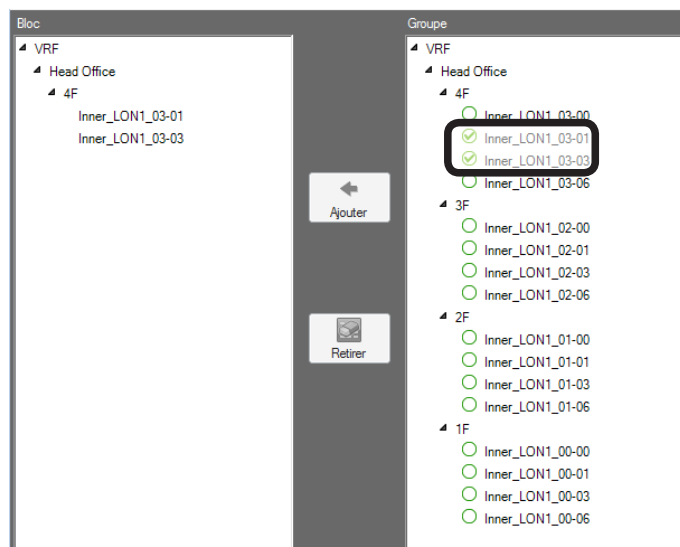 Bloc
VRF
Head Office
4F
Inner_LON1_03-01
Inner_LON1_03-03
Ajouter
Retirer
Groupe
VRF
Head Office
4F
Inner_LON1_03-00
Inner_LON1_03-01
Inner_LON1_03-03
Inner_LON1_03-06
3F
Inner_LON1_02-00
Inner_LON1_02-01
Inner_LON1_02-03
Inner_LON1_02-06
2F
Inner_LON1_01-00
Inner_LON1_01-01
Inner_LON1_01-03
Inner_LON1_01-06
1F
Inner_LON1_00-00
Inner_LON1_00-01
Inner_LON1_00-03
Inner_LON1_00-06